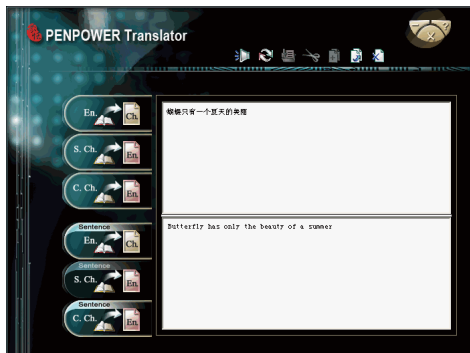 PENPOWER Translator
En.
Ch.
S. Ch.
En.
C. Ch.
En.
Sentence
En.
Ch.
Sentence
S. Ch.
En.
Sentence
C. Ch.
En.
蝴蝶只有一个夏天的美丽
Butterfly has only the beauty of a summer